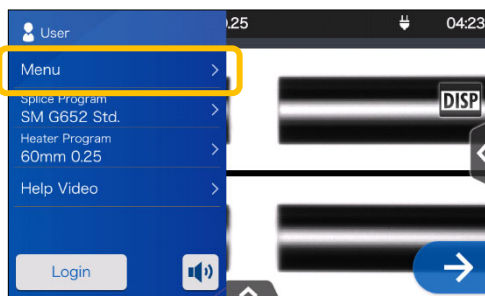 User
.25
04:23
Menu
Splice Program
SM G652 Std.
DISP
Heater Program
60mm 0.25
Help Video
Login